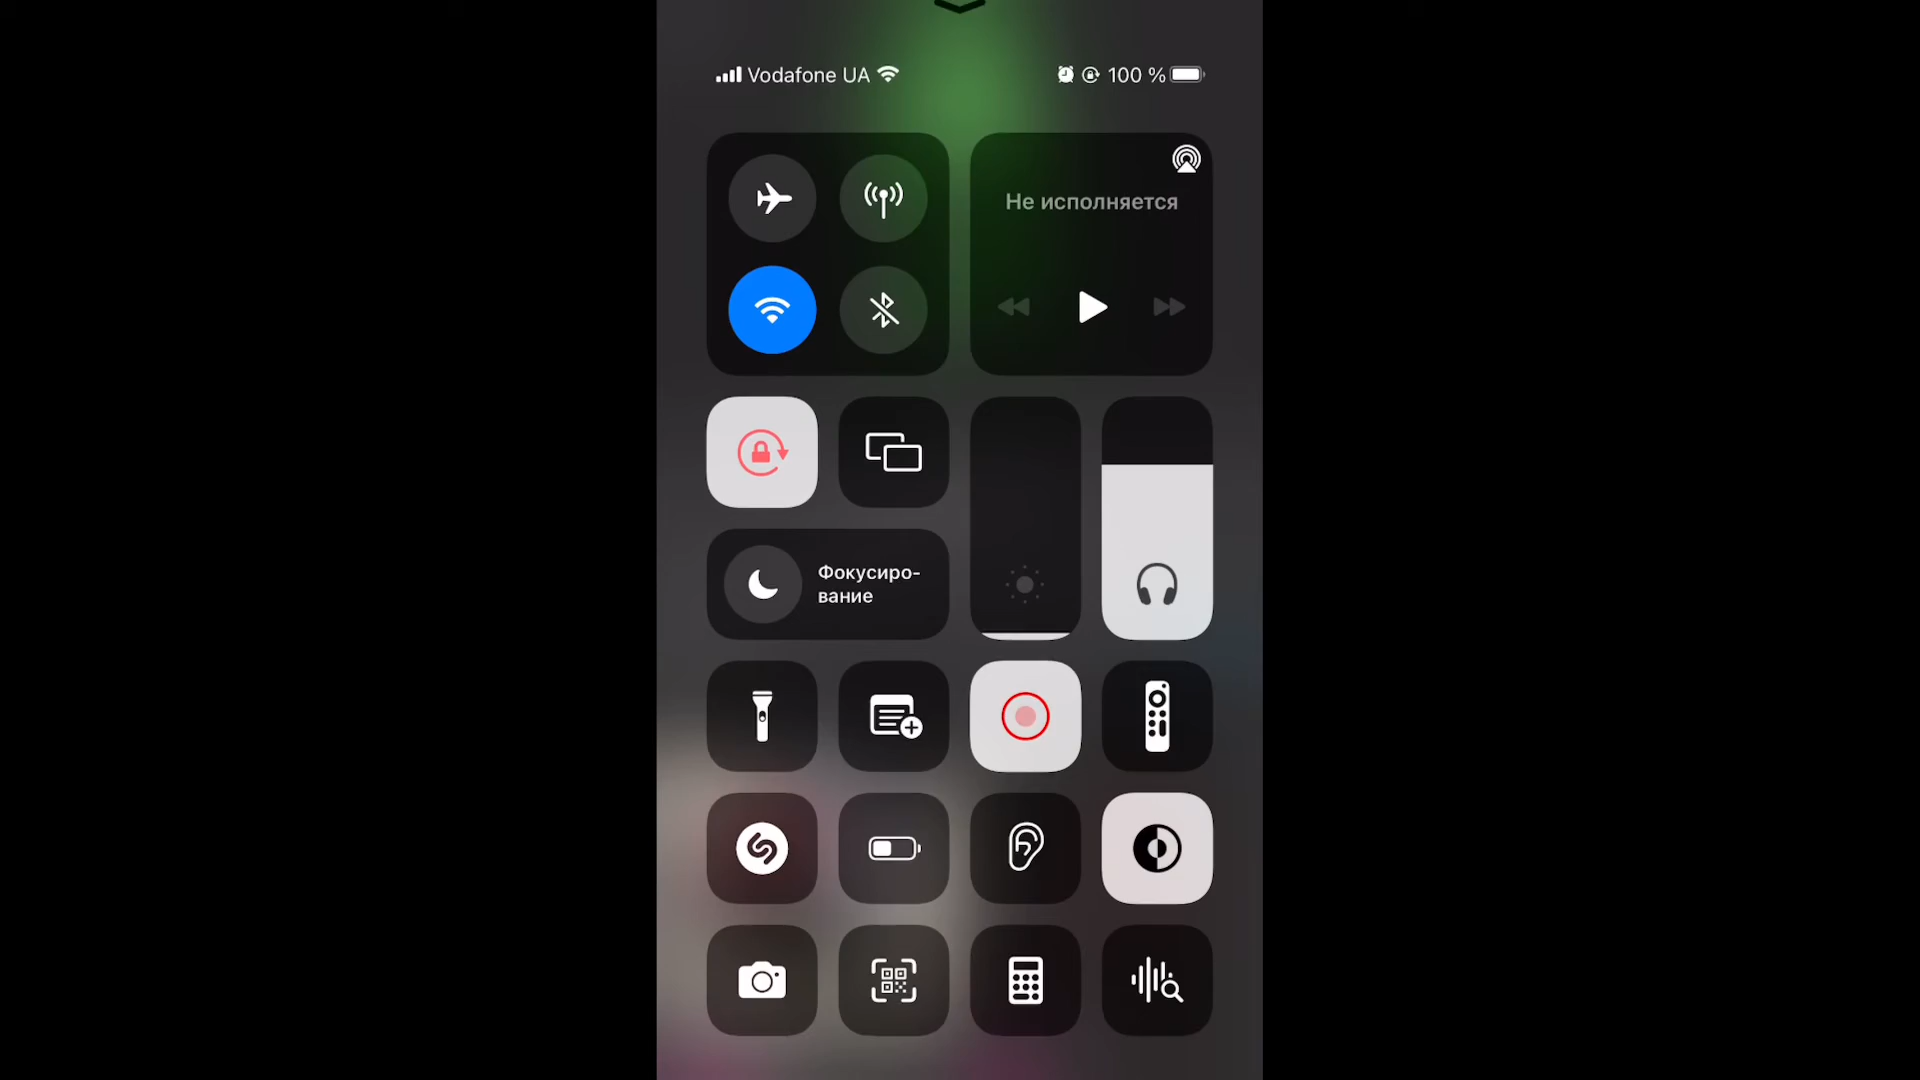 Vodafone UA
100 %
Не исполняется
Фокусиро-
вание